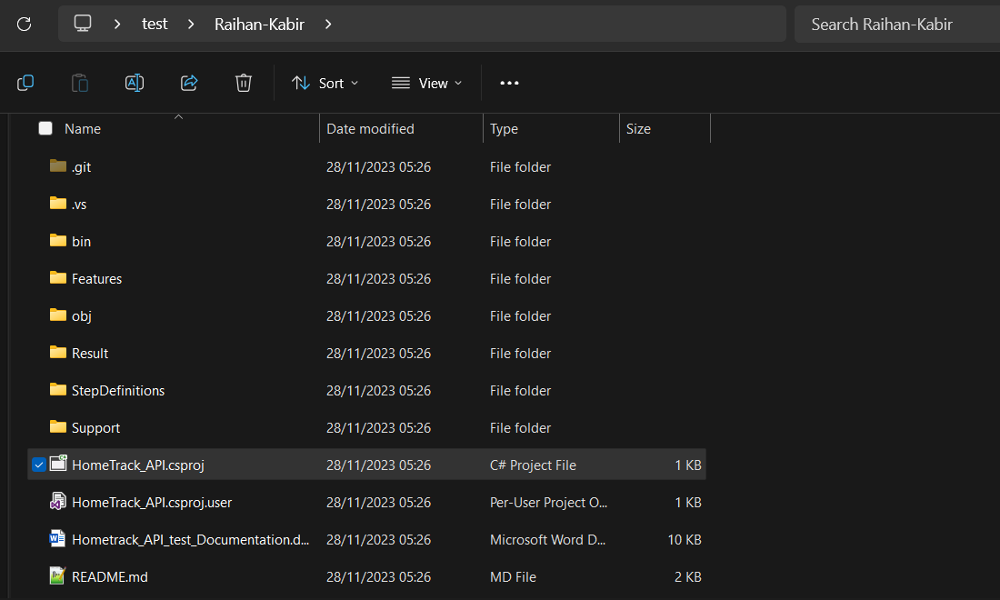 test Raihan-Kabir Search Raihan-Kabir
Sort View
Name Date modified Type Size
.git 28/11/2023 05:26 File folder
.vs 28/11/2023 05:26 File folder
bin 28/11/2023 05:26 File folder
Features 28/11/2023 05:26 File folder
obj 28/11/2023 05:26 File folder
Result 28/11/2023 05:26 File folder
StepDefinitions 28/11/2023 05:26 File folder
Support 28/11/2023 05:26 File folder
HomeTrack_API.csproj 28/11/2023 05:26 C# Project File 1 KB
HomeTrack_API.csproj.user 28/11/2023 05:26 Per-User Project O... 1 KB
Hometrack_API_test_Documentation.d... 28/11/2023 05:26 Microsoft Word D... 10 KB
README.md 28/11/2023 05:26 MD File 2 KB